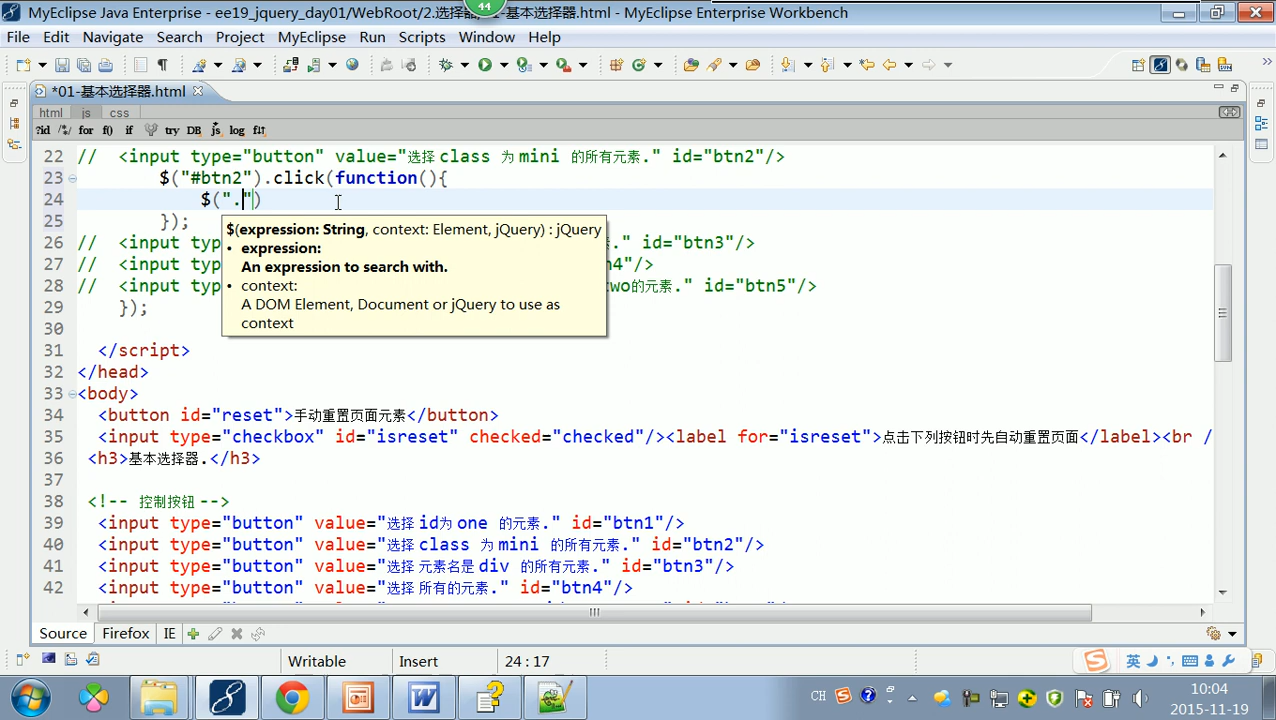 MyEclipse Java Enterprise - ee19_jquery_day01/WebRoot/2.选择 44 1-基本选择器.html - MyEclipse Enterprise Workbench
File Edit Navigate Search Project MyEclipse Run Scripts Window Help
*01-基本选择器.html
html js css
?id /*/ for f() if try DB js log
22 // <input type="button" value="选择 class 为 mini 的所有元素." id="btn2"/>
23 $("#btn2").click(function(){
24 $(".")
25 });
$(expression: String, context: Element, jQuery) : jQuery
• expression:
An expression to search with.
• context:
A DOM Element, Document or jQuery to use as
context
26 // <input typ 素." id="btn3"/>
27 // <input typ tn4"/>
28 // <input typ two的元素." id="btn5"/>
29 });
30
31 </script>
32 </head>
33 <body>
34 <button id="reset">手动重置页面元素</button>
35 <input type="checkbox" id="isreset" checked="checked"/><label for="isreset">点击下列按钮时先自动重置页面</label><br /
36 <h3>基本选择器.</h3>
37
38 <!-- 控制按钮 -->
39 <input type="button" value="选择 id为 one 的元素." id="btn1"/>
40 <input type="button" value="选择 class 为 mini 的所有元素." id="btn2"/>
41 <input type="button" value="选择 元素名是 div 的所有元素." id="btn3"/>
42 <input type="button" value="选择 所有的元素." id="btn4"/>
Source Firefox IE
Writable Insert 24 : 17
英
CH
10:04
2015-11-19